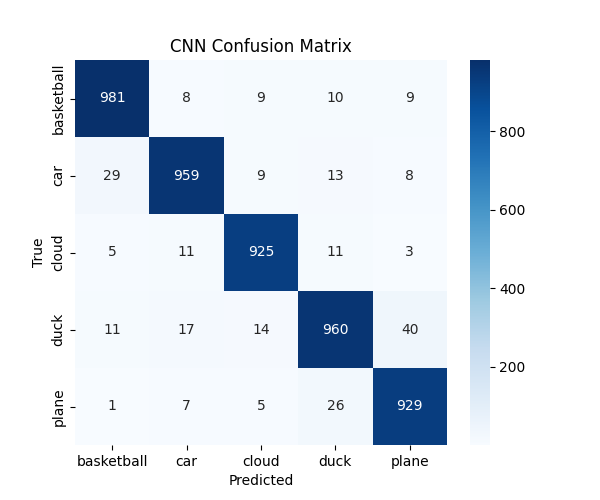 CNN Confusion Matrix
basketball 981 8 9 10 9
car 29 959 9 13 8
cloud 5 11 925 11 3
duck 11 17 14 960 40
plane 1 7 5 26 929
basketball car cloud duck plane
Predicted
True
800
600
400
200